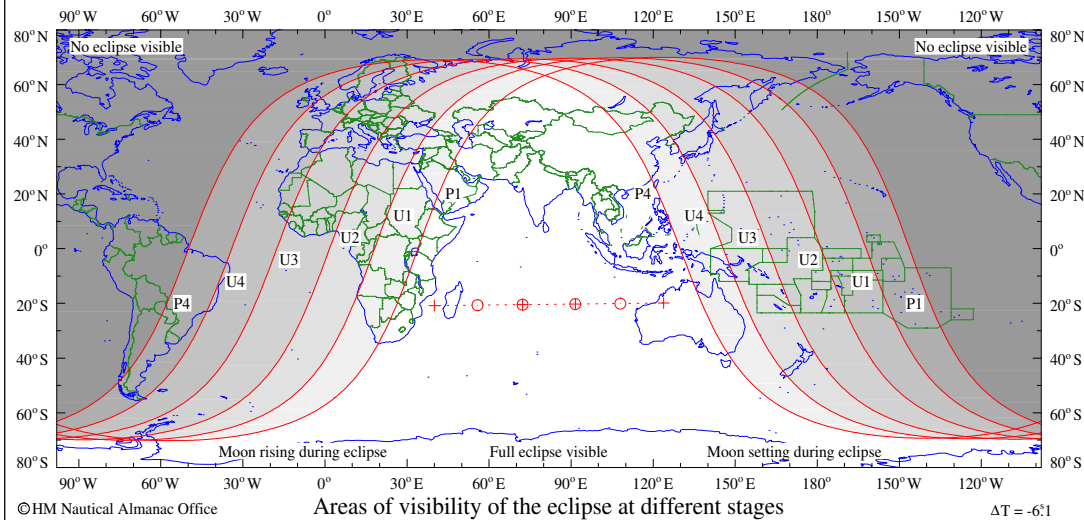 80° N 90° W 60° W 30° W 0° 30° E 60° E 90° E 120° E 150° E 180° 150° W 120° W 80° N
No eclipse visible No eclipse visible
60° N 60° N
40° N 40° N
20° N P1 P4 20° N
U1 U4
U2 U3
0° U3 U2 0°
U4 U1
20° S P4 P1 20° S
40° S 40° S
60° S 60° S
Moon rising during eclipse Full eclipse visible Moon setting during eclipse
80° S 80° S
90° W 60° W 30° W 0° 30° E 60° E 90° E 120° E 150° E 180° 150° W 120° W
©HM Nautical Almanac Office Areas of visibility of the eclipse at different stages ΔT = -6ˢ.1